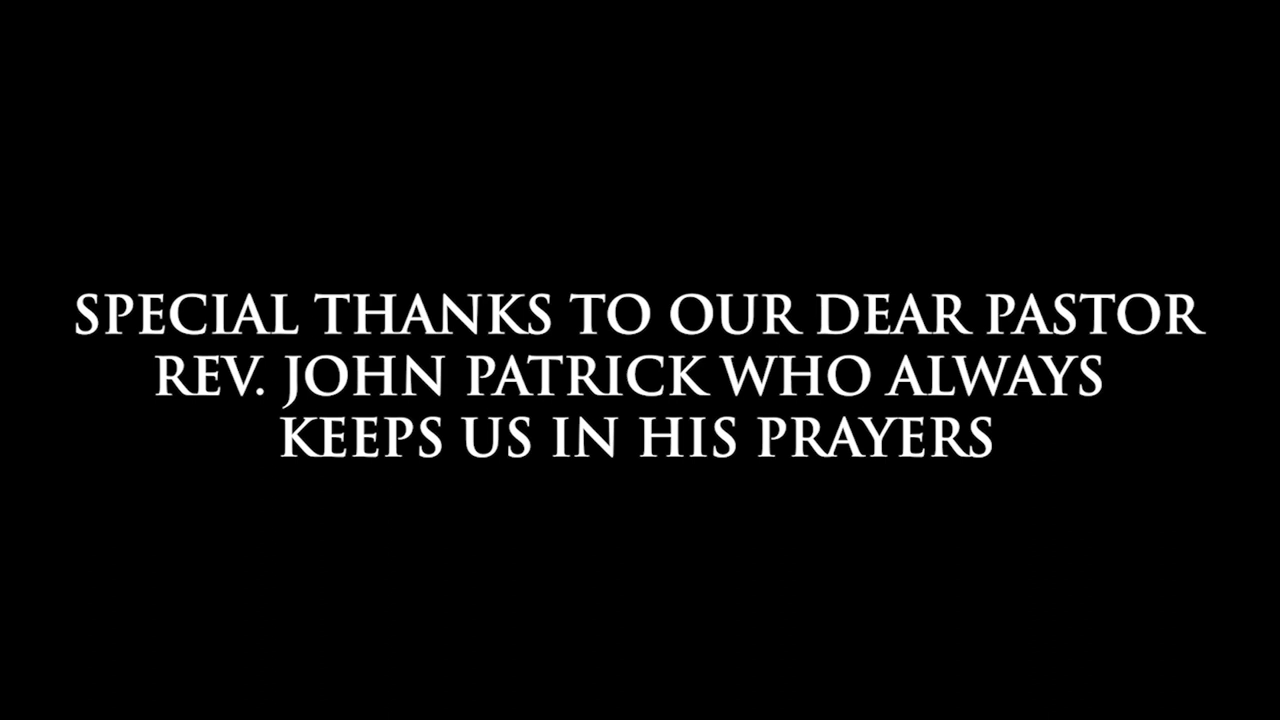 SPECIAL THANKS TO OUR DEAR PASTOR
REV. JOHN PATRICK WHO ALWAYS
KEEPS US IN HIS PRAYERS